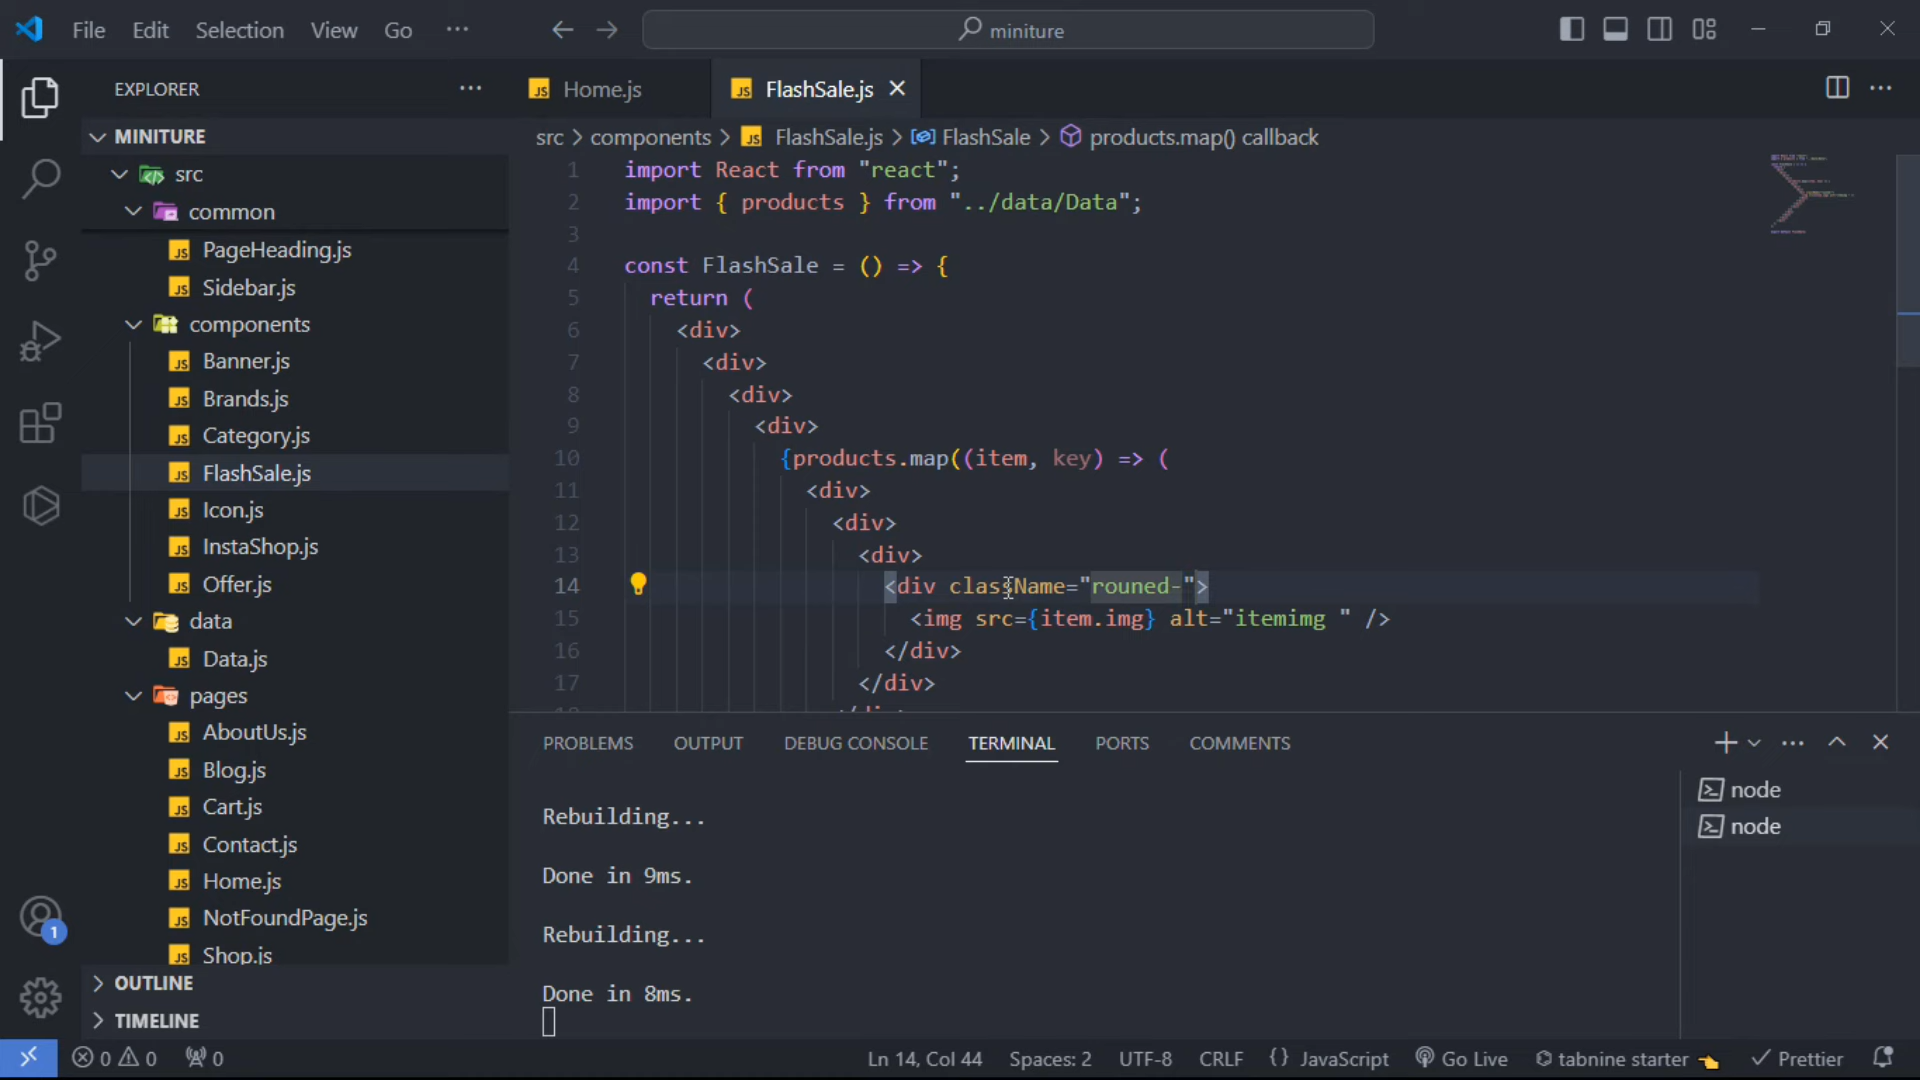 File Edit Selection View Go ··· miniture
EXPLORER ···
MINITURE
src
common
PageHeading.js
Sidebar.js
components
Banner.js
Brands.js
Category.js
FlashSale.js
Icon.js
InstaShop.js
Offer.js
data
Data.js
pages
AboutUs.js
Blog.js
Cart.js
Contact.js
Home.js
NotFoundPage.js
Shop.js
OUTLINE
TIMELINE
1
JS Home.js JS FlashSale.js
src > components > JS FlashSale.js > FlashSale > products.map() callback
1 import React from "react";
2 import { products } from "../data/Data";
3
4 const FlashSale = () => {
5 return (
6 <div>
7 <div>
8 <div>
9 <div>
10 {products.map((item, key) => (
11 <div>
12 <div>
13 <div>
14 <div className="rouned-">
15 <img src={item.img} alt="itemimg " />
16 </div>
17 </div>
PROBLEMS OUTPUT DEBUG CONSOLE TERMINAL PORTS COMMENTS
Rebuilding...
Done in 9ms.
Rebuilding...
Done in 8ms.
node
node
0 0 0 Ln 14, Col 44 Spaces: 2 UTF-8 CRLF {} JavaScript Go Live tabnine starter Prettier